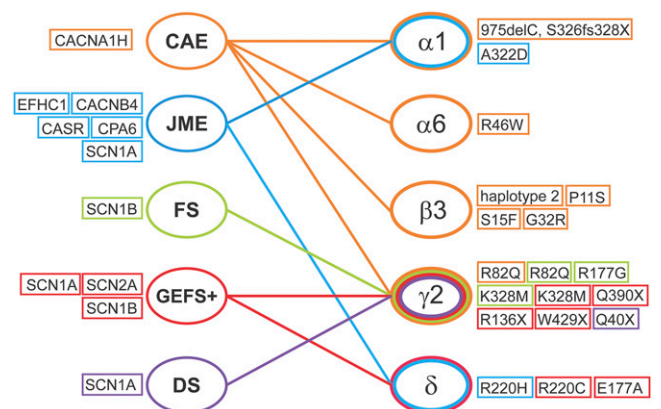 CACNA1H
CAE
α1
975delC, S326fs328X
A322D
EFHC1 CACNB4
CASR CPA6
SCN1A
JME
α6
R46W
SCN1B
FS
β3
haplotype 2 P11S
S15F G32R
SCN1A SCN2A
SCN1B
GEFS+
γ2
R82Q R82Q R177G
K328M K328M Q390X
R136X W429X Q40X
SCN1A
DS
δ
R220H R220C E177A